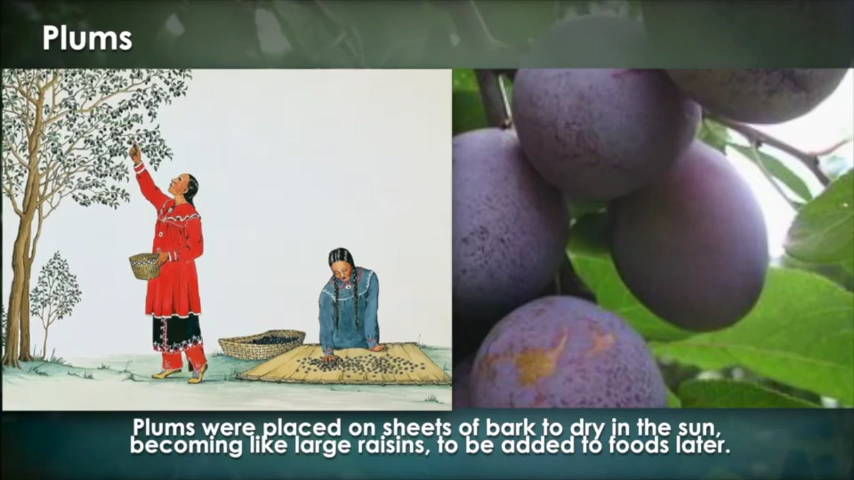 Plums
Plums were placed on sheets of bark to dry in the sun,
becoming like large raisins, to be added to foods later.